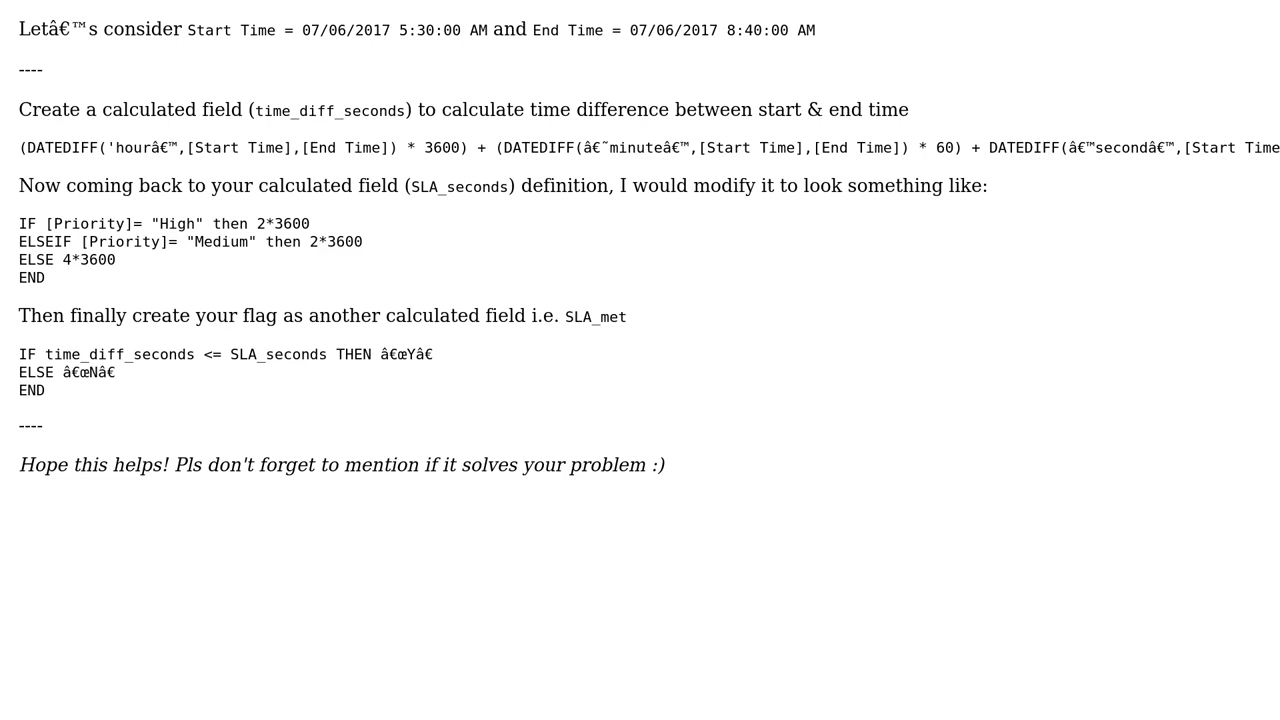 Letâ€™s consider Start Time = 07/06/2017 5:30:00 AM and End Time = 07/06/2017 8:40:00 AM
----
Create a calculated field (time_diff_seconds) to calculate time difference between start & end time
(DATEDIFF('hourâ€™,[Start Time],[End Time]) * 3600) + (DATEDIFF(â€˜minuteâ€™,[Start Time],[End Time]) * 60) + DATEDIFF(â€™secondâ€™,[Start Time
Now coming back to your calculated field (SLA_seconds) definition, I would modify it to look something like:
IF [Priority]= "High" then 2*3600
ELSEIF [Priority]= "Medium" then 2*3600
ELSE 4*3600
END
Then finally create your flag as another calculated field i.e. SLA_met
IF time_diff_seconds <= SLA_seconds THEN â€œYâ€
ELSE â€œNâ€
END
----
Hope this helps! Pls don't forget to mention if it solves your problem :)